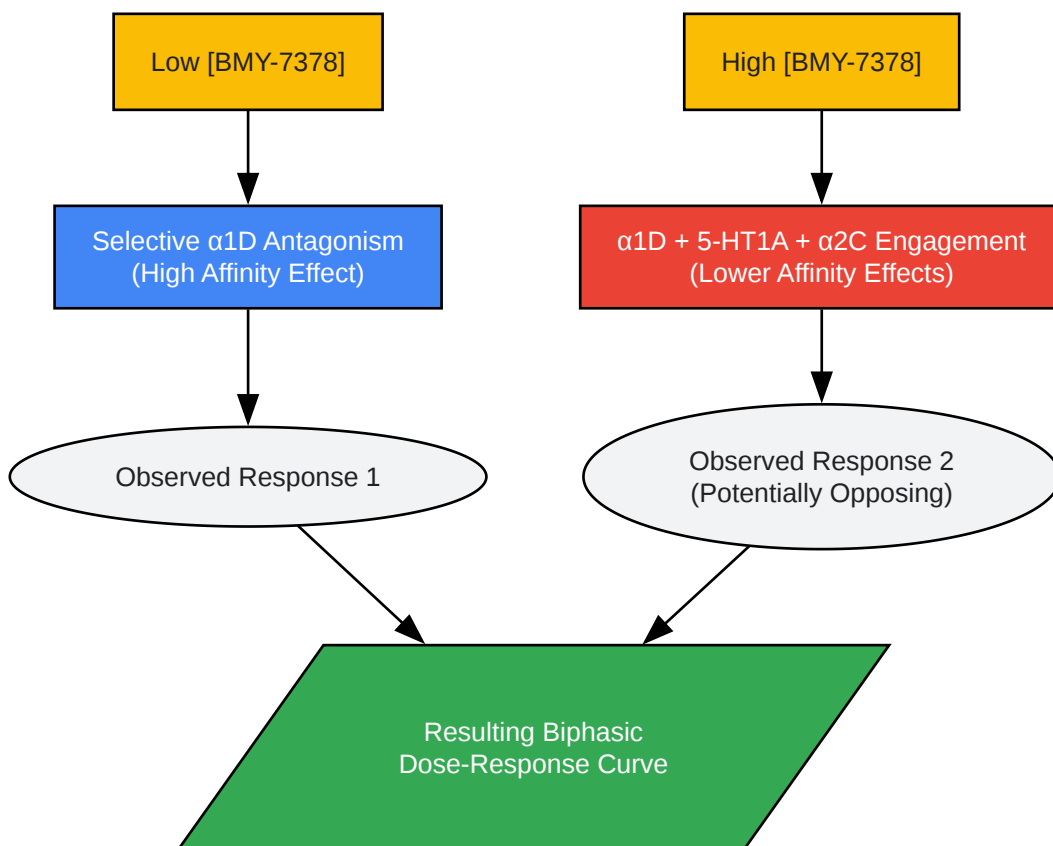 Low [BMY-7378]
High [BMY-7378]
Selective α1D Antagonism
(High Affinity Effect)
α1D + 5-HT1A + α2C Engagement
(Lower Affinity Effects)
Observed Response 1
Observed Response 2
(Potentially Opposing)
Resulting Biphasic
Dose-Response Curve